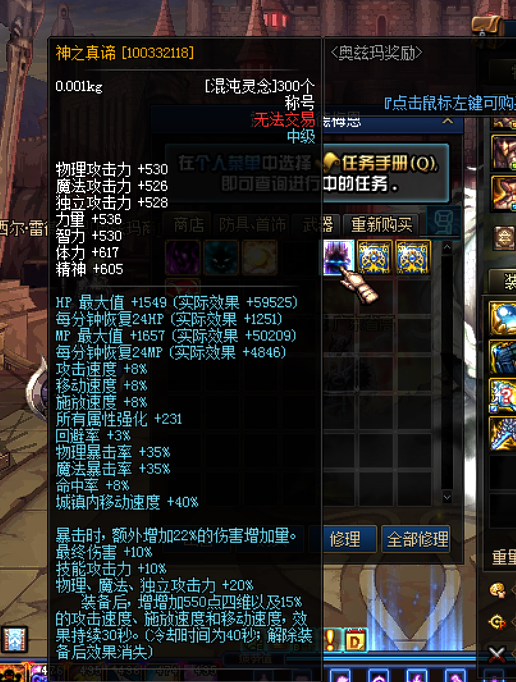 神之真谛 [100332118]
<奥兹玛奖励>
0.001kg
[混沌灵念]300个
称号
『点击鼠标左键可购
无法交易
中级
在个人菜单中选择 任务手册(Q),
即可查询进行中的任务.
物理攻击力 +530
魔法攻击力 +526
独立攻击力 +528
力量 +536
智力 +530
体力 +617
精神 +605
商店
防具、首饰
武器
重新购买
HP 最大值 +1549 (实际效果 +59525)
每分钟恢复24HP (实际效果 +1251)
MP 最大值 +1657 (实际效果 +50209)
每分钟恢复24MP (实际效果 +4846)
攻击速度 +8%
移动速度 +8%
施放速度 +8%
所有属性强化 +231
回避率 +3%
物理暴击率 +35%
魔法暴击率 +35%
命中率 +8%
城镇内移动速度 +40%
暴击时，额外增加22%的伤害增加量。
最终伤害 +10%
技能攻击力 +10%
物理、魔法、独立攻击力 +20%
装备后，增增加550点四维以及15%
的攻击速度、施放速度和移动速度，效
果持续30秒。(冷却时间为40秒；解除装
备后效果消失)
修理
全部修理